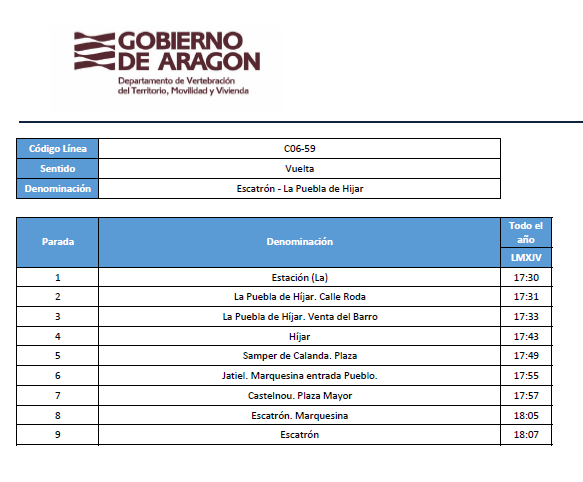 GOBIERNO
DE ARAGON
Departamento de Vertebración
del Territorio, Movilidad y Vivienda
Código Línea C06-59
Sentido Vuelta
Denominación Escatrón - La Puebla de Hijar
Parada Denominación Todo el año
LMXJV
1 Estación (La) 17:30
2 La Puebla de Híjar. Calle Roda 17:31
3 La Puebla de Híjar. Venta del Barro 17:33
4 Híjar 17:43
5 Samper de Calanda. Plaza 17:49
6 Jatiel. Marquesina entrada Pueblo. 17:55
7 Castelnou. Plaza Mayor 17:57
8 Escatrón. Marquesina 18:05
9 Escatrón 18:07